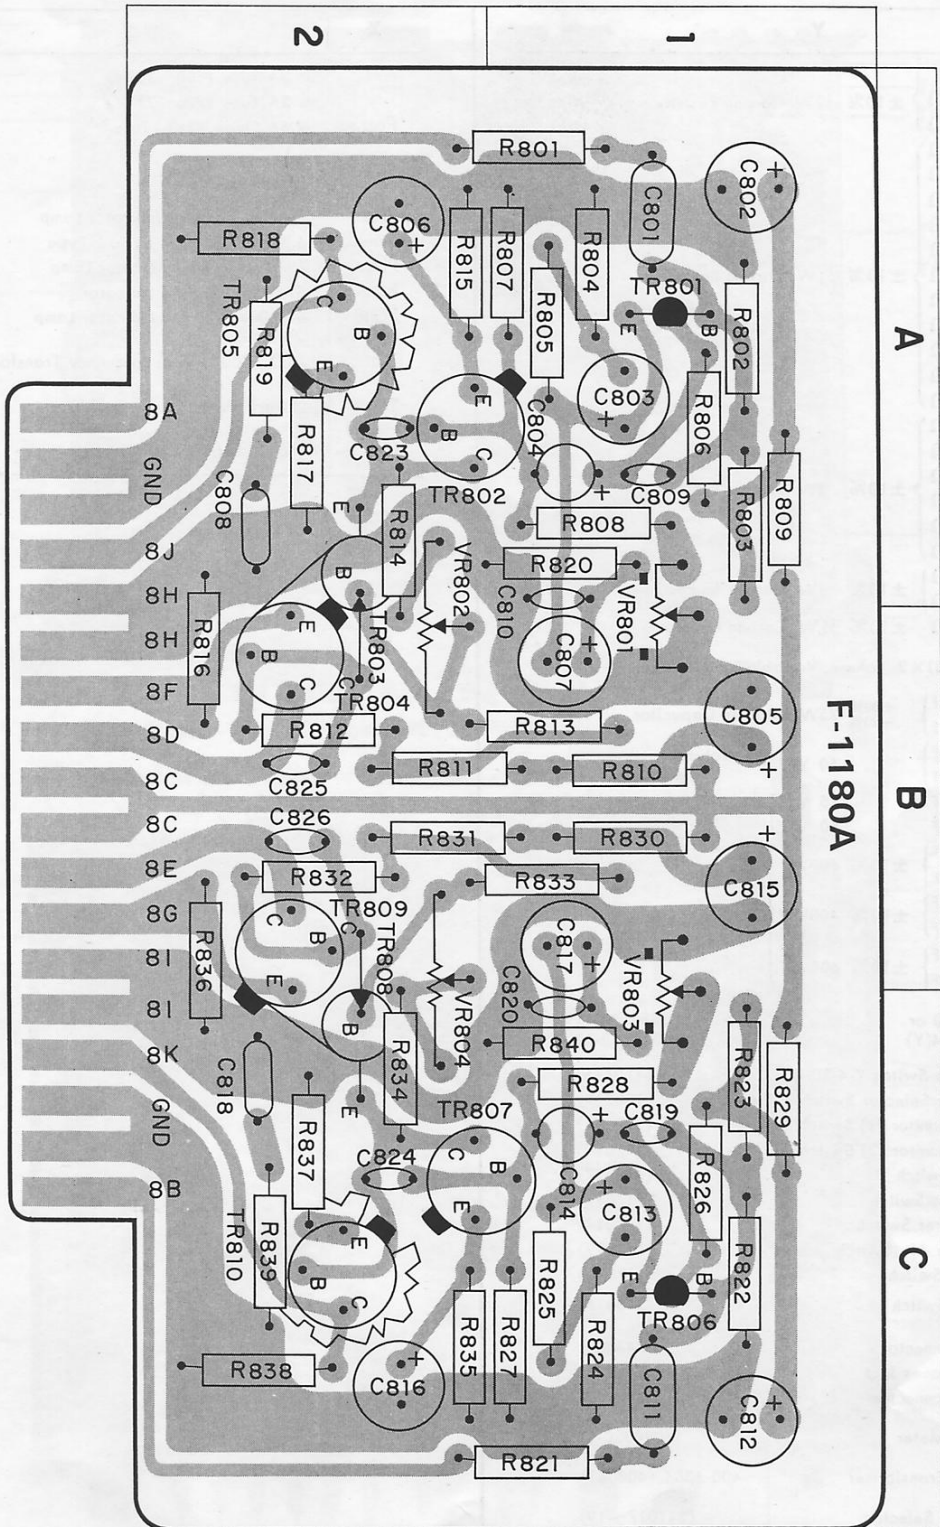 2
1
A
B
C
F-1180A
R801
C801
C802
+
C806
+
R818
R815
R807
R804
R805
TR801
E
B
R802
TR805
R819
C
B
E
C803
+
R806
8A
R817
C823
E
B
C
C804
+
C809
R809
TR802
GND
C808
E
R814
R808
R803
8J
B
VR802
R820
8H
R816
C810
VR801
E
TR803
8H
B
C
C
C807
+
8F
TR804
C805
+
8D
R812
R813
8C
C825
R811
R810
8C
C826
R831
R830
+
8E
R832
R833
C815
8G
TR809
C
B
C
TR808
C817
+
8I
R836
E
VR804
C820
VR803
8I
B
R834
R840
8K
C818
E
R828
R823
R829
GND
R837
TR807
C
B
E
C814
+
C819
C824
8B
R826
C813
+
TR810
R839
E
B
C
R825
E
B
TR806
R822
R838
R835
R827
R824
C816
+
C811
C812
+
R821